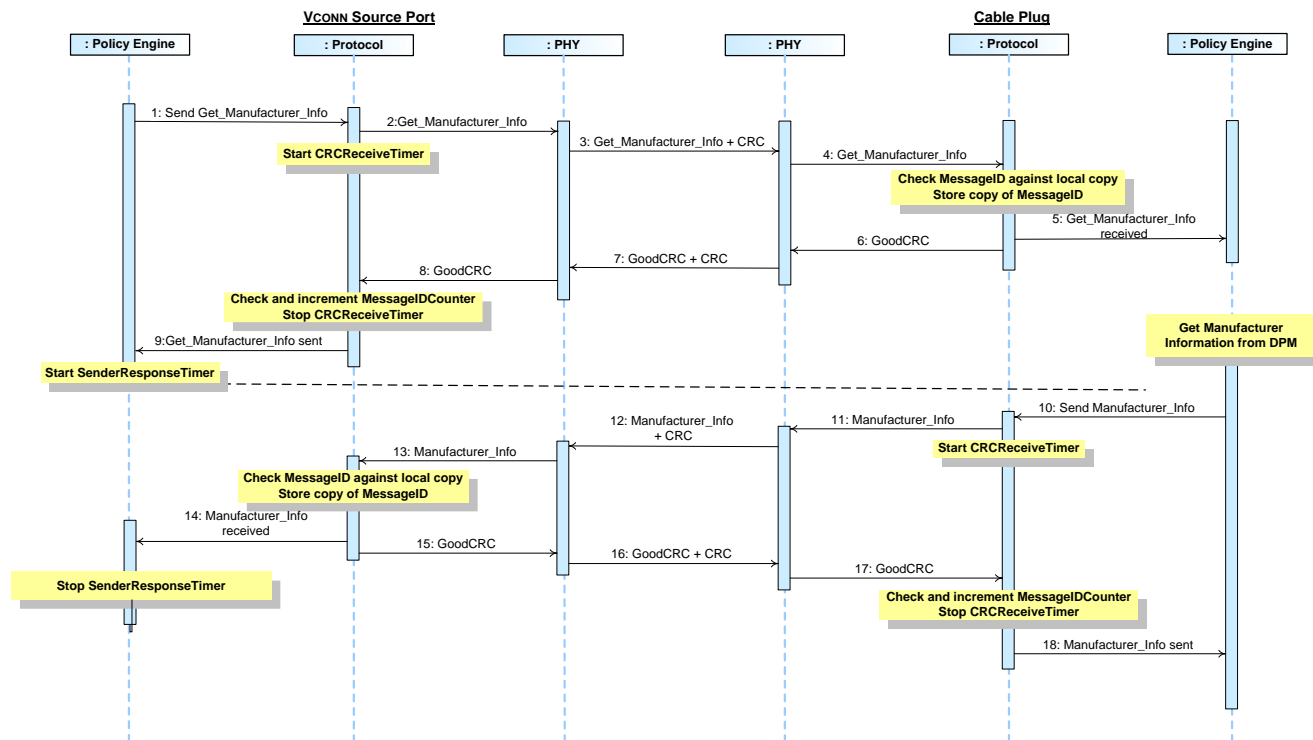 VCONN Source Port
Cable Plug
: Policy Engine
: Protocol
: PHY
: PHY
: Protocol
: Policy Engine
1: Send Get_Manufacturer_Info
2:Get_Manufacturer_Info
Start CRCReceiveTimer
3: Get_Manufacturer_Info + CRC
4: Get_Manufacturer_Info
Check MessageID against local copy
Store copy of MessageID
5: Get_Manufacturer_Info
received
6: GoodCRC
7: GoodCRC + CRC
8: GoodCRC
Check and increment MessageIDCounter
Stop CRCReceiveTimer
9:Get_Manufacturer_Info sent
Start SenderResponseTimer
Get Manufacturer
Information from DPM
10: Send Manufacturer_Info
11: Manufacturer_Info
Start CRCReceiveTimer
12: Manufacturer_Info
+ CRC
13: Manufacturer_Info
Check MessageID against local copy
Store copy of MessageID
14: Manufacturer_Info
received
15: GoodCRC
16: GoodCRC + CRC
17: GoodCRC
Stop SenderResponseTimer
Check and increment MessageIDCounter
Stop CRCReceiveTimer
18: Manufacturer_Info sent